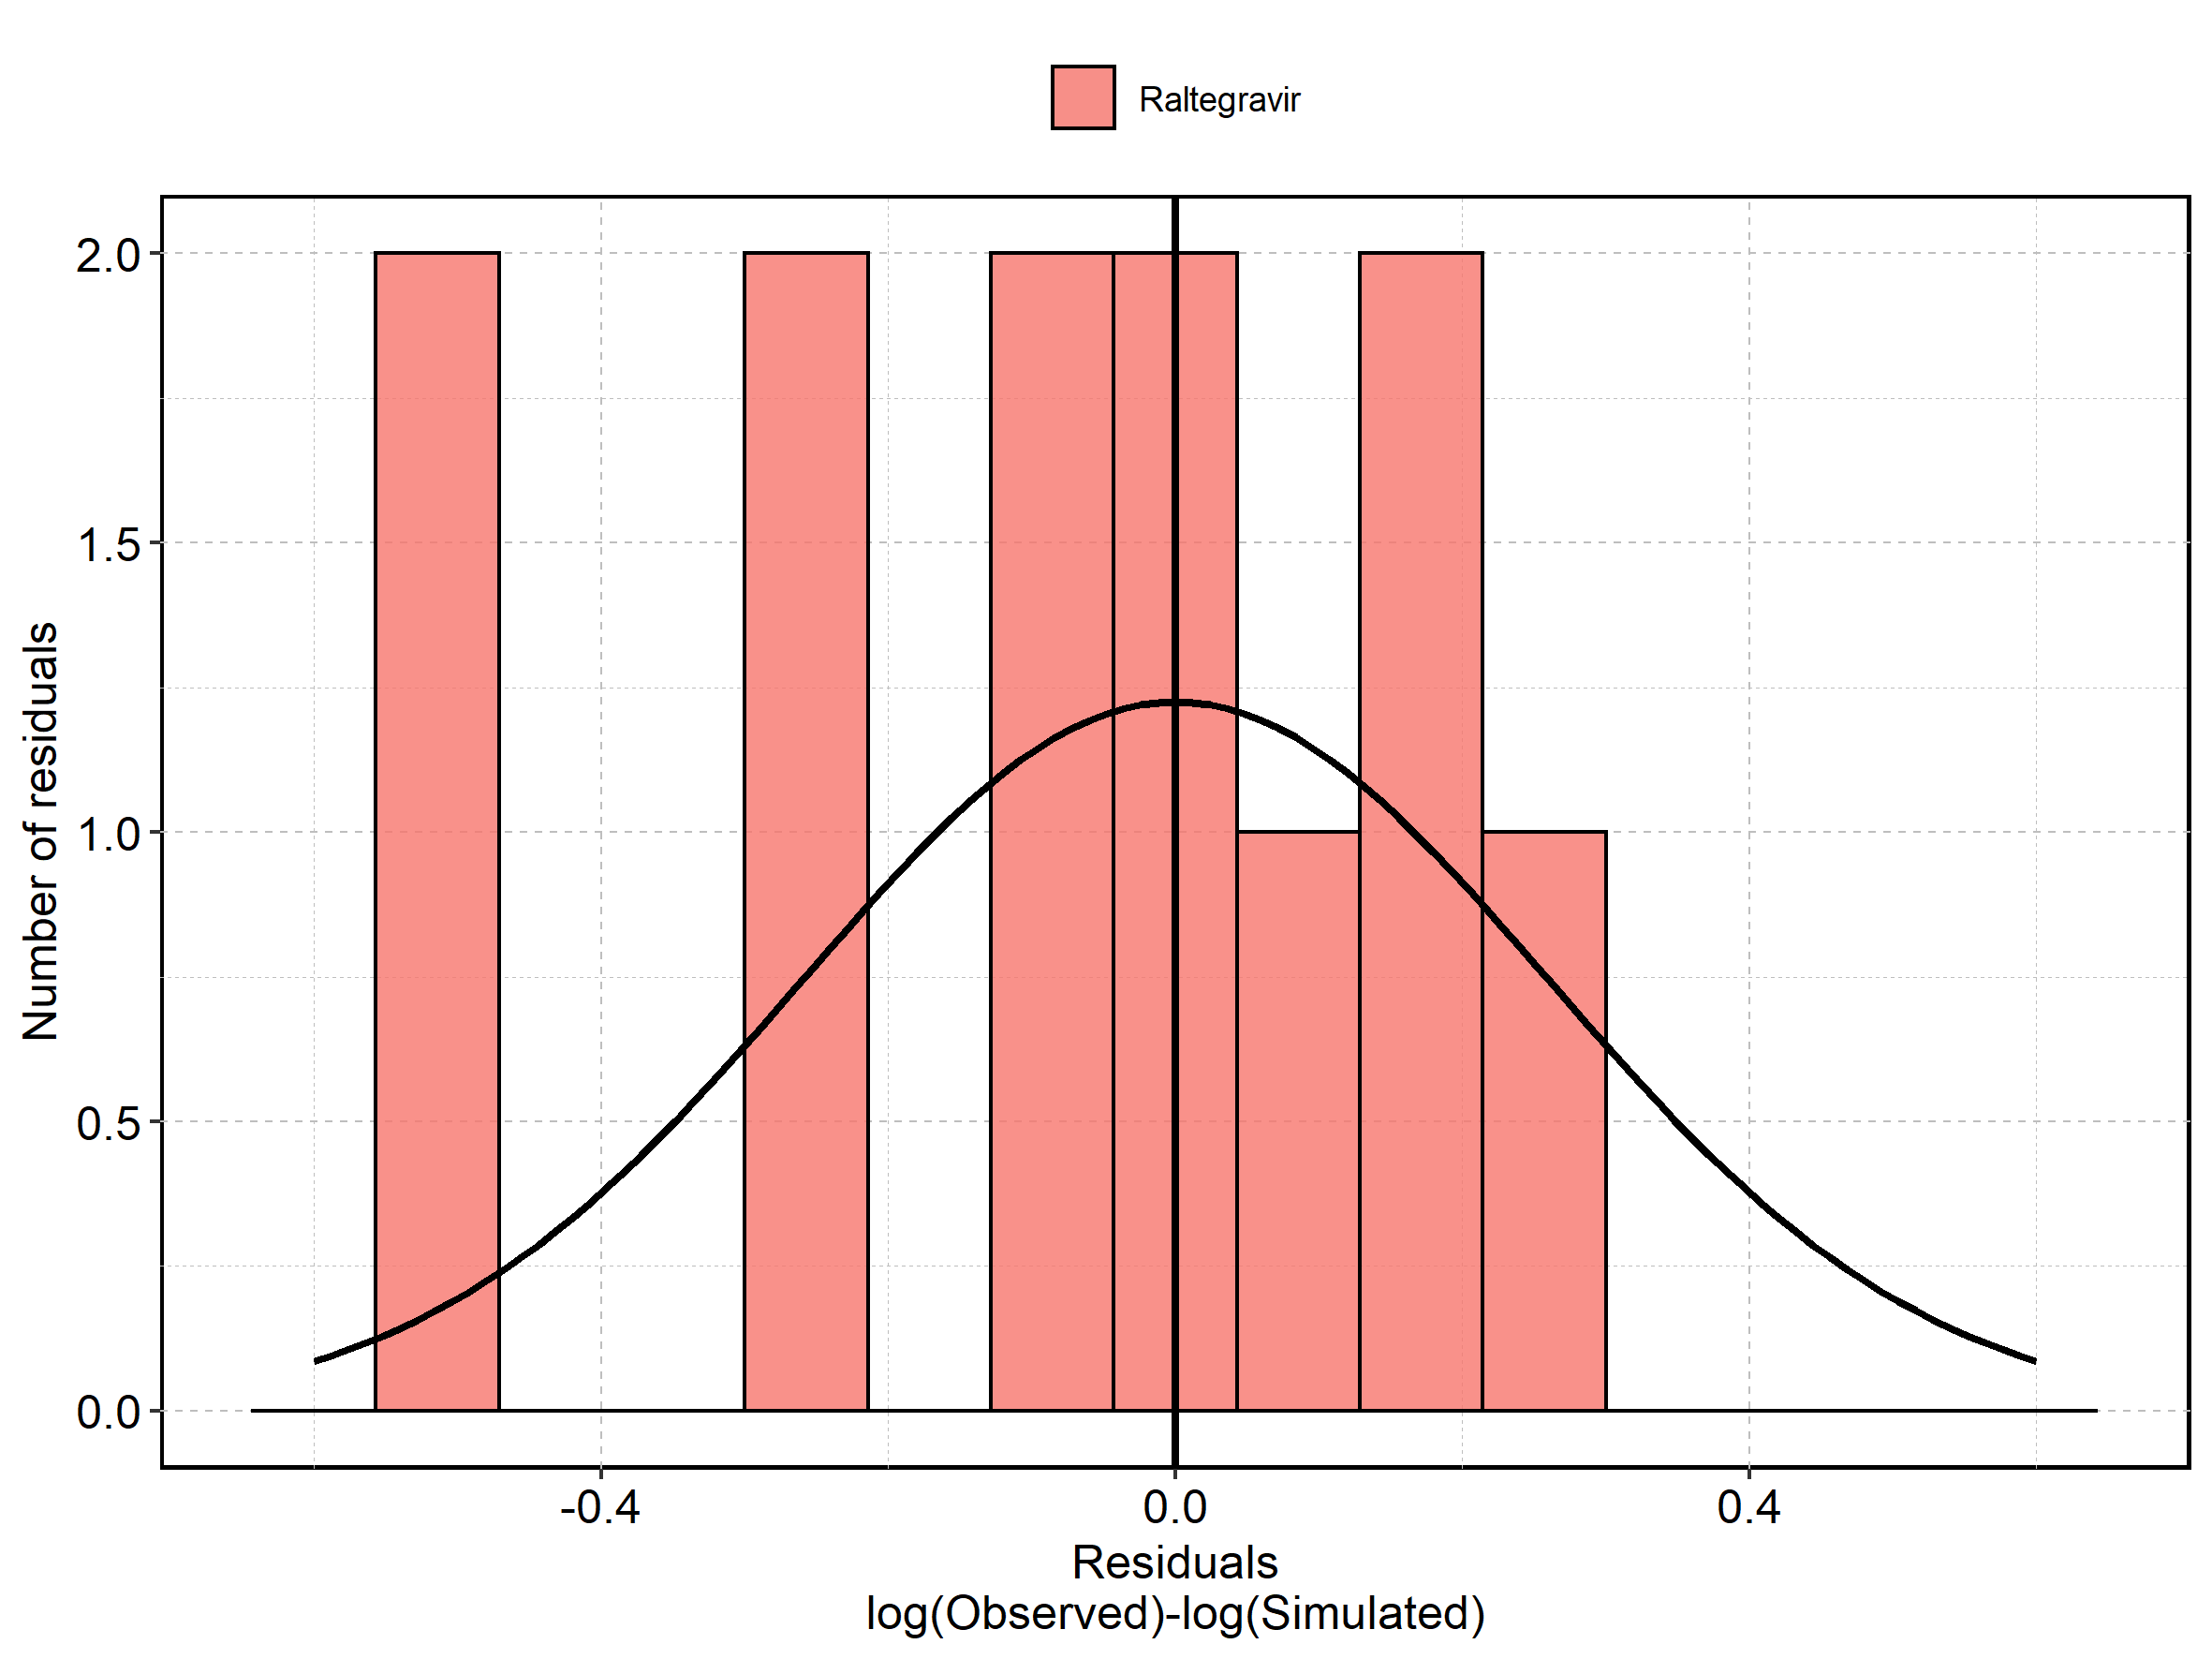 Raltegravir
2.0
1.5
1.0
0.5
0.0
Number of residuals
-0.4
0.0
0.4
Residuals
log(Observed)-log(Simulated)